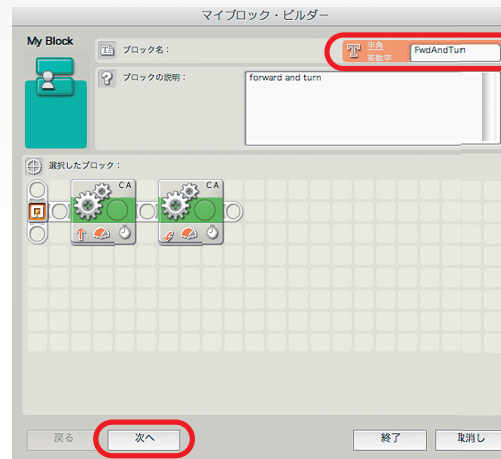 マイブロック・ビルダー
My Block
ブロック名：
T 半角
英数字
FwdAndTurn
? ブロックの説明：
forward and turn
選択したブロック：
C A
C A
戻る
次へ
終了
取消し